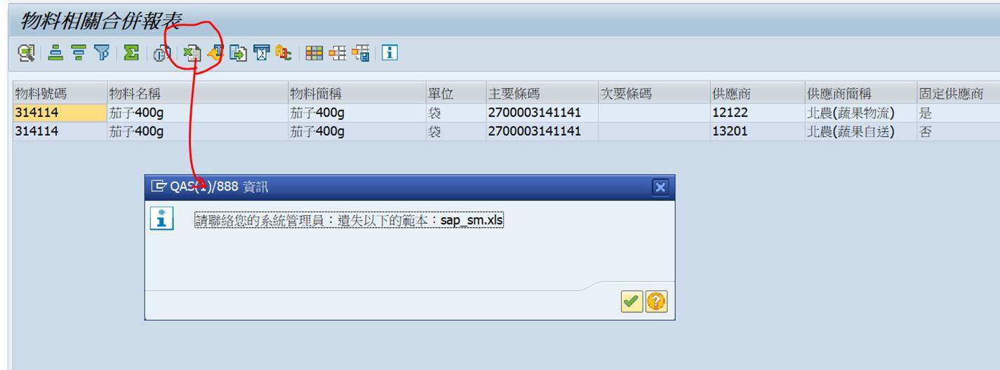 物料相關合併報表
物料號碼 物料名稱 物料簡稱 單位 主要條碼 次要條碼 供應商 供應商簡稱 固定供應商
314114 茄子400g 茄子400g 袋 2700003141141 12122 北農(蔬果物流) 是
314114 茄子400g 茄子400g 袋 2700003141141 13201 北農(蔬果自送) 否
QAS(1)/888 資訊
請聯絡您的系統管理員：遺失以下的範本：sap_sm.xls